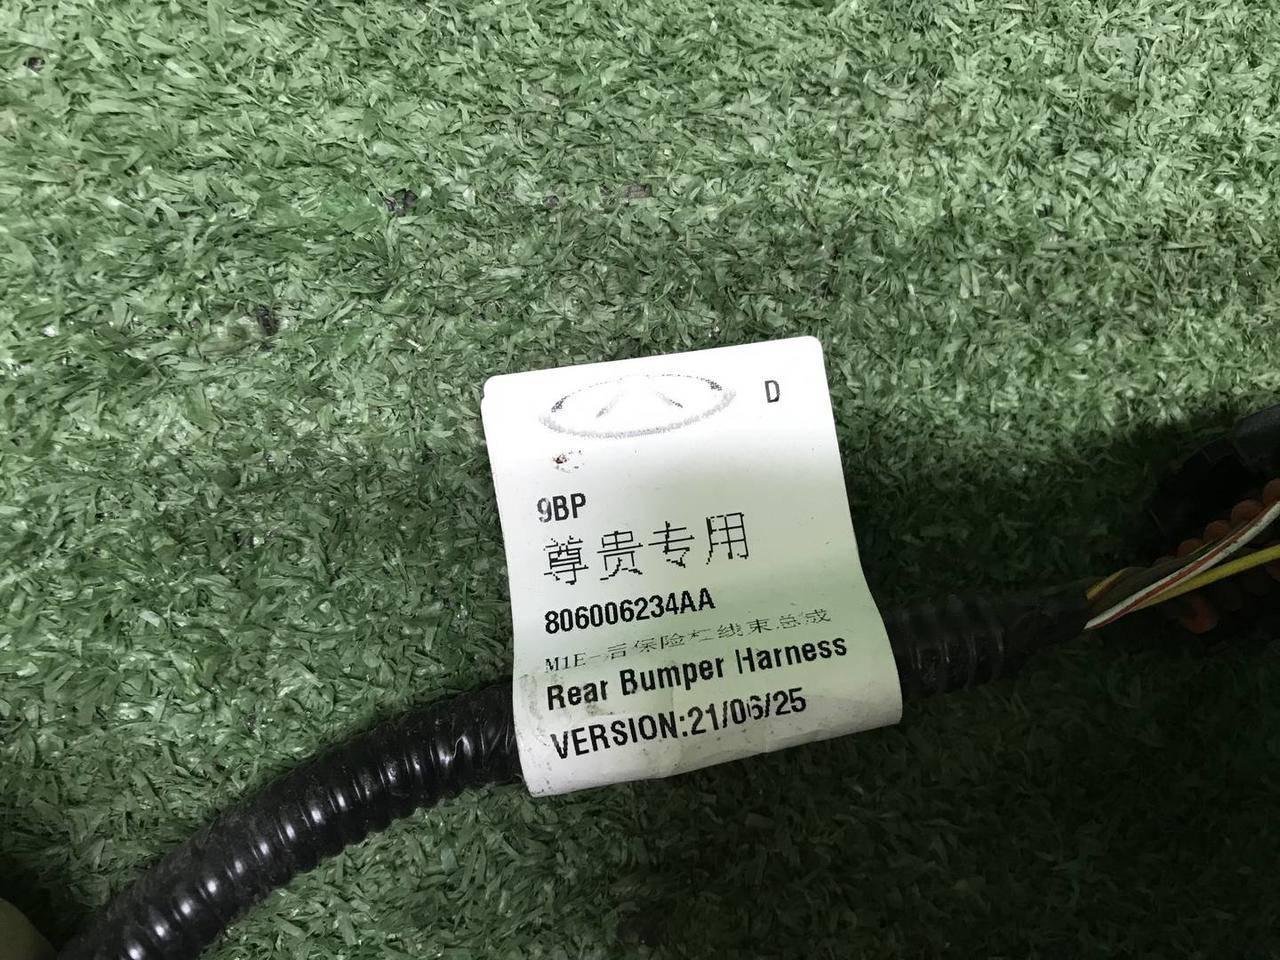 D
9BP
尊贵专用
806006234AA
M1E-后保险杠线束总成
Rear Bumper Harness
VERSION:21/06/25